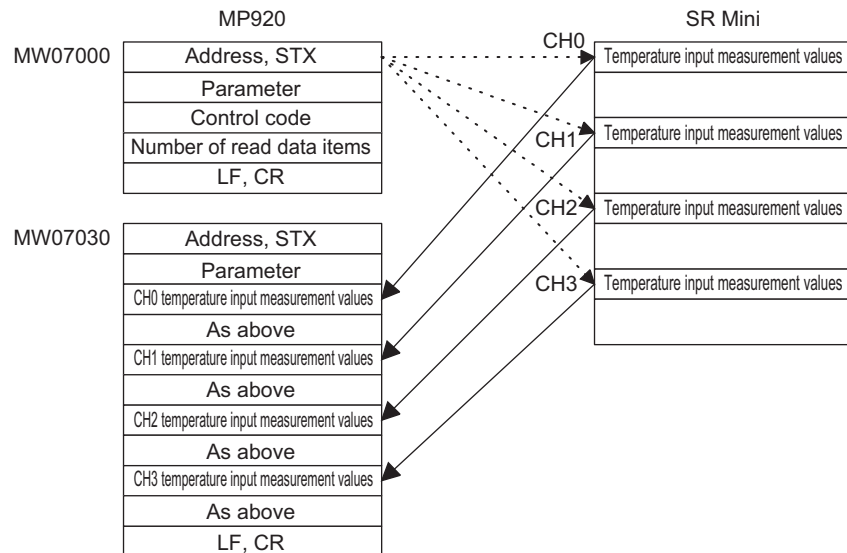 MP920
SR Mini
MW07000
Address, STX
Parameter
Control code
Number of read data items
LF, CR
MW07030
Address, STX
Parameter
CH0 temperature input measurement values
As above
CH1 temperature input measurement values
As above
CH2 temperature input measurement values
As above
CH3 temperature input measurement values
As above
LF, CR
CH0
Temperature input measurement values
CH1
Temperature input measurement values
CH2
Temperature input measurement values
CH3
Temperature input measurement values